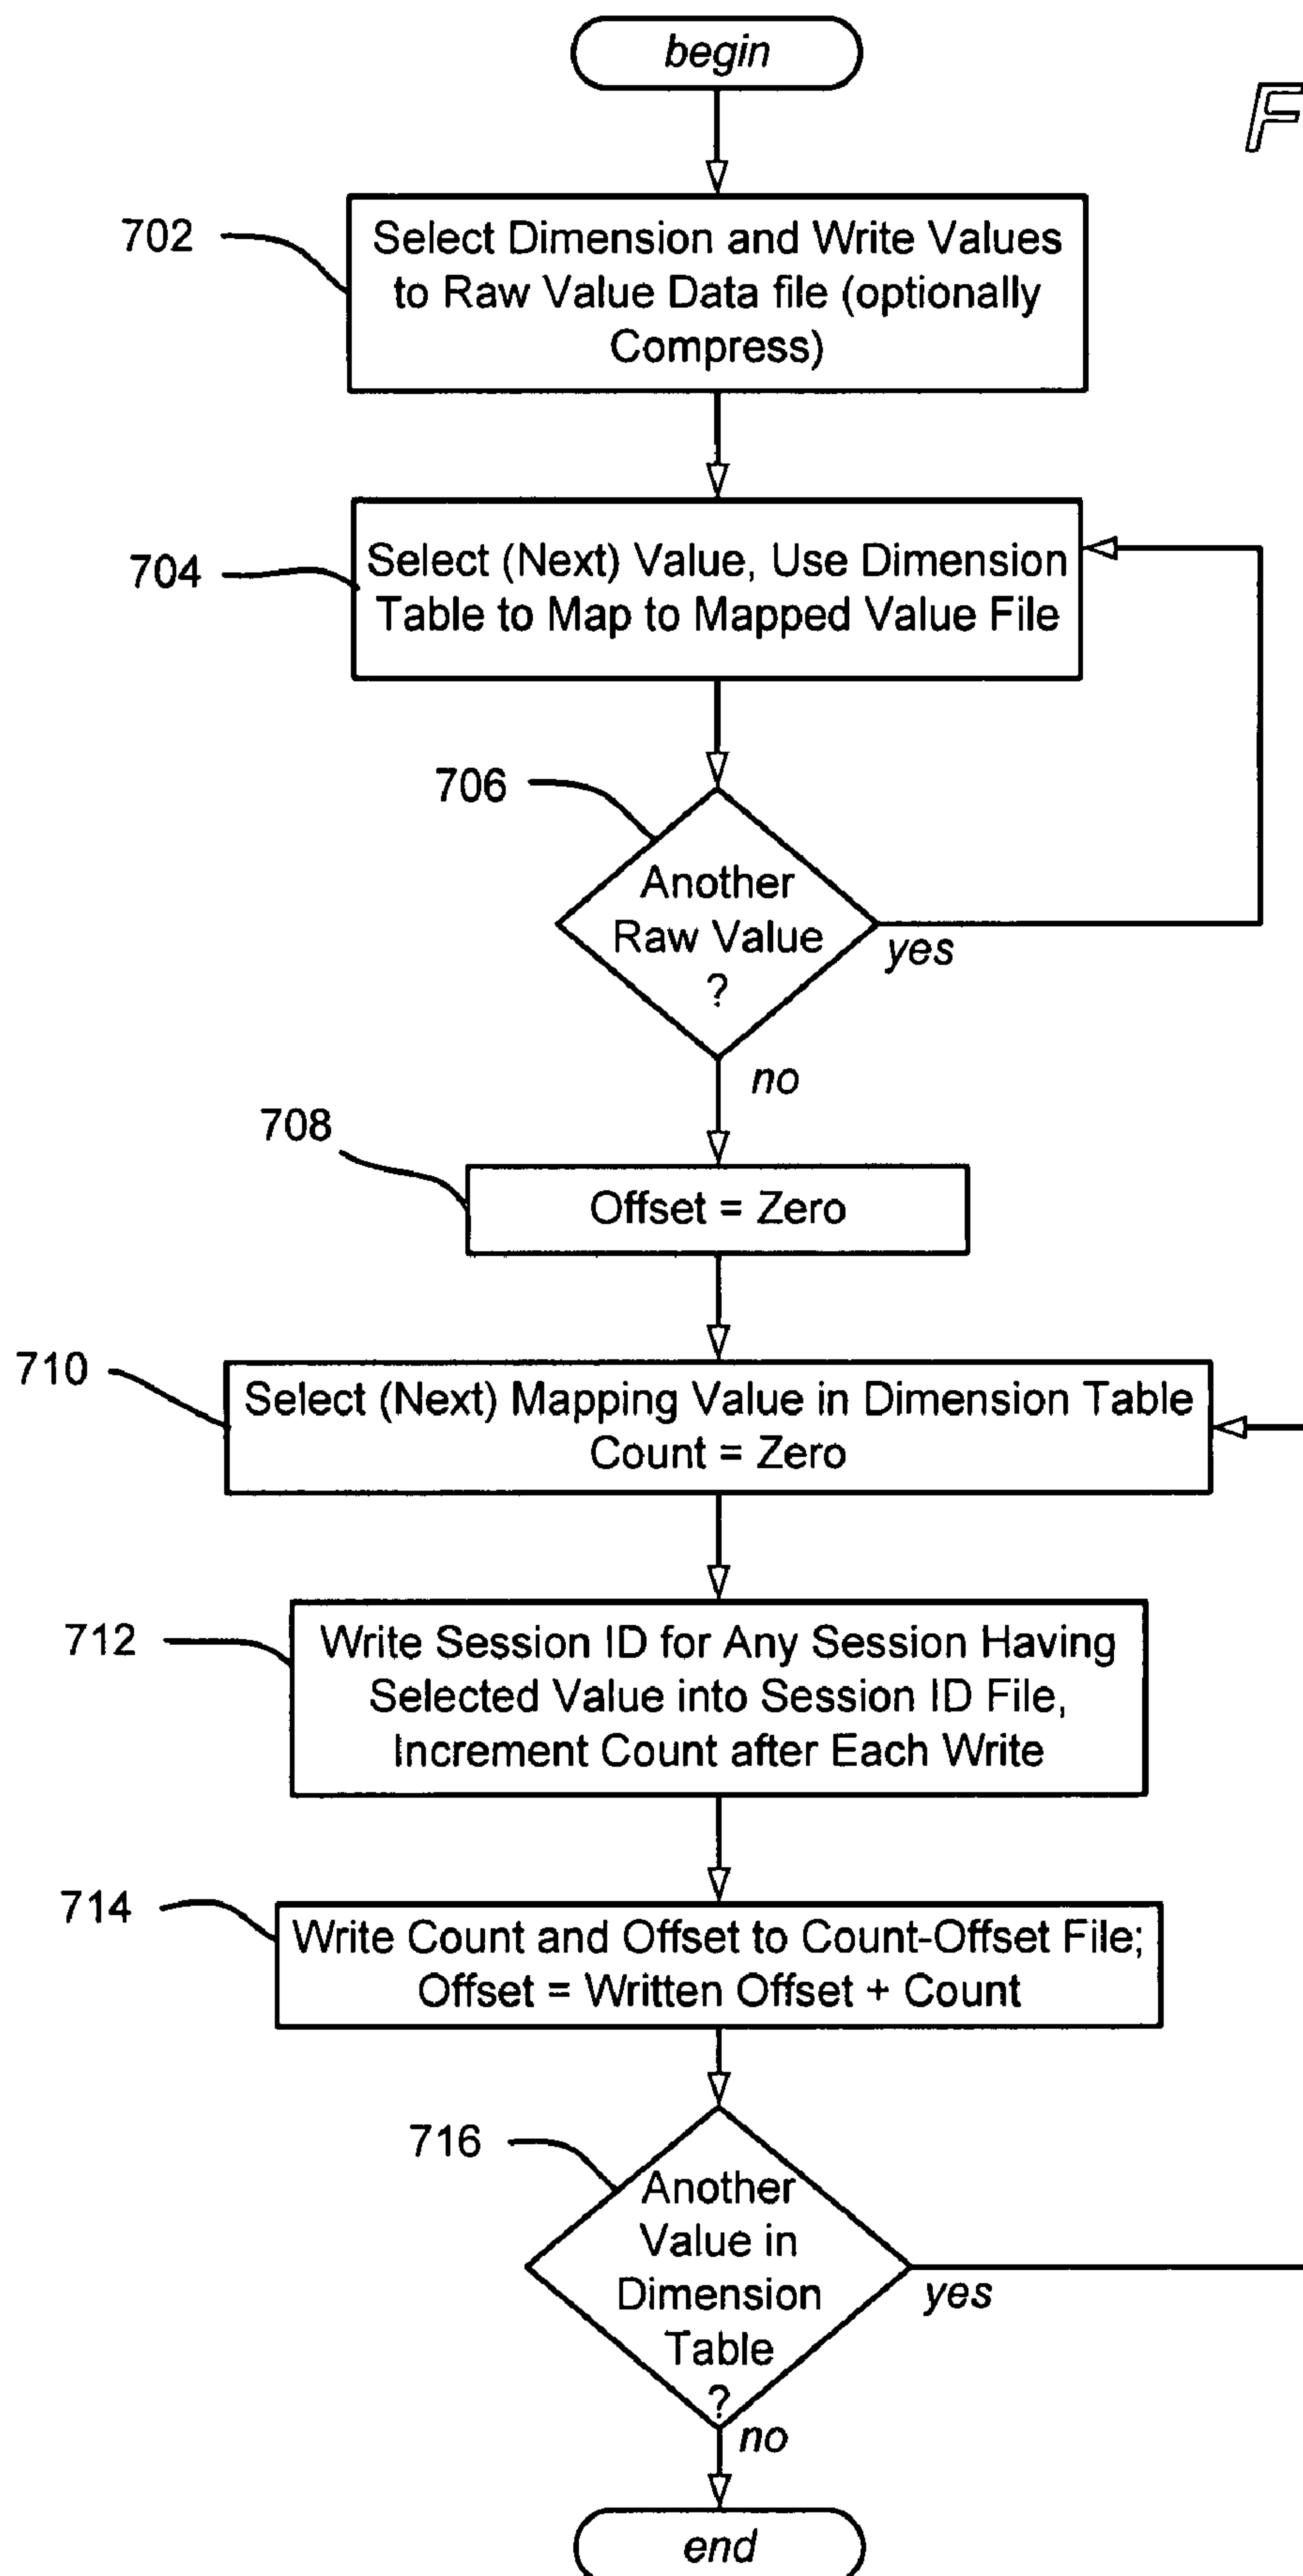 begin
F
702
Select Dimension and Write Values
to Raw Value Data file (optionally
Compress)
704
Select (Next) Value, Use Dimension
Table to Map to Mapped Value File
706
Another
Raw Value
?
yes
no
708
Offset = Zero
710
Select (Next) Mapping Value in Dimension Table
Count = Zero
712
Write Session ID for Any Session Having
Selected Value into Session ID File,
Increment Count after Each Write
714
Write Count and Offset to Count-Offset File;
Offset = Written Offset + Count
716
Another
Value in
Dimension
Table
?
yes
no
end